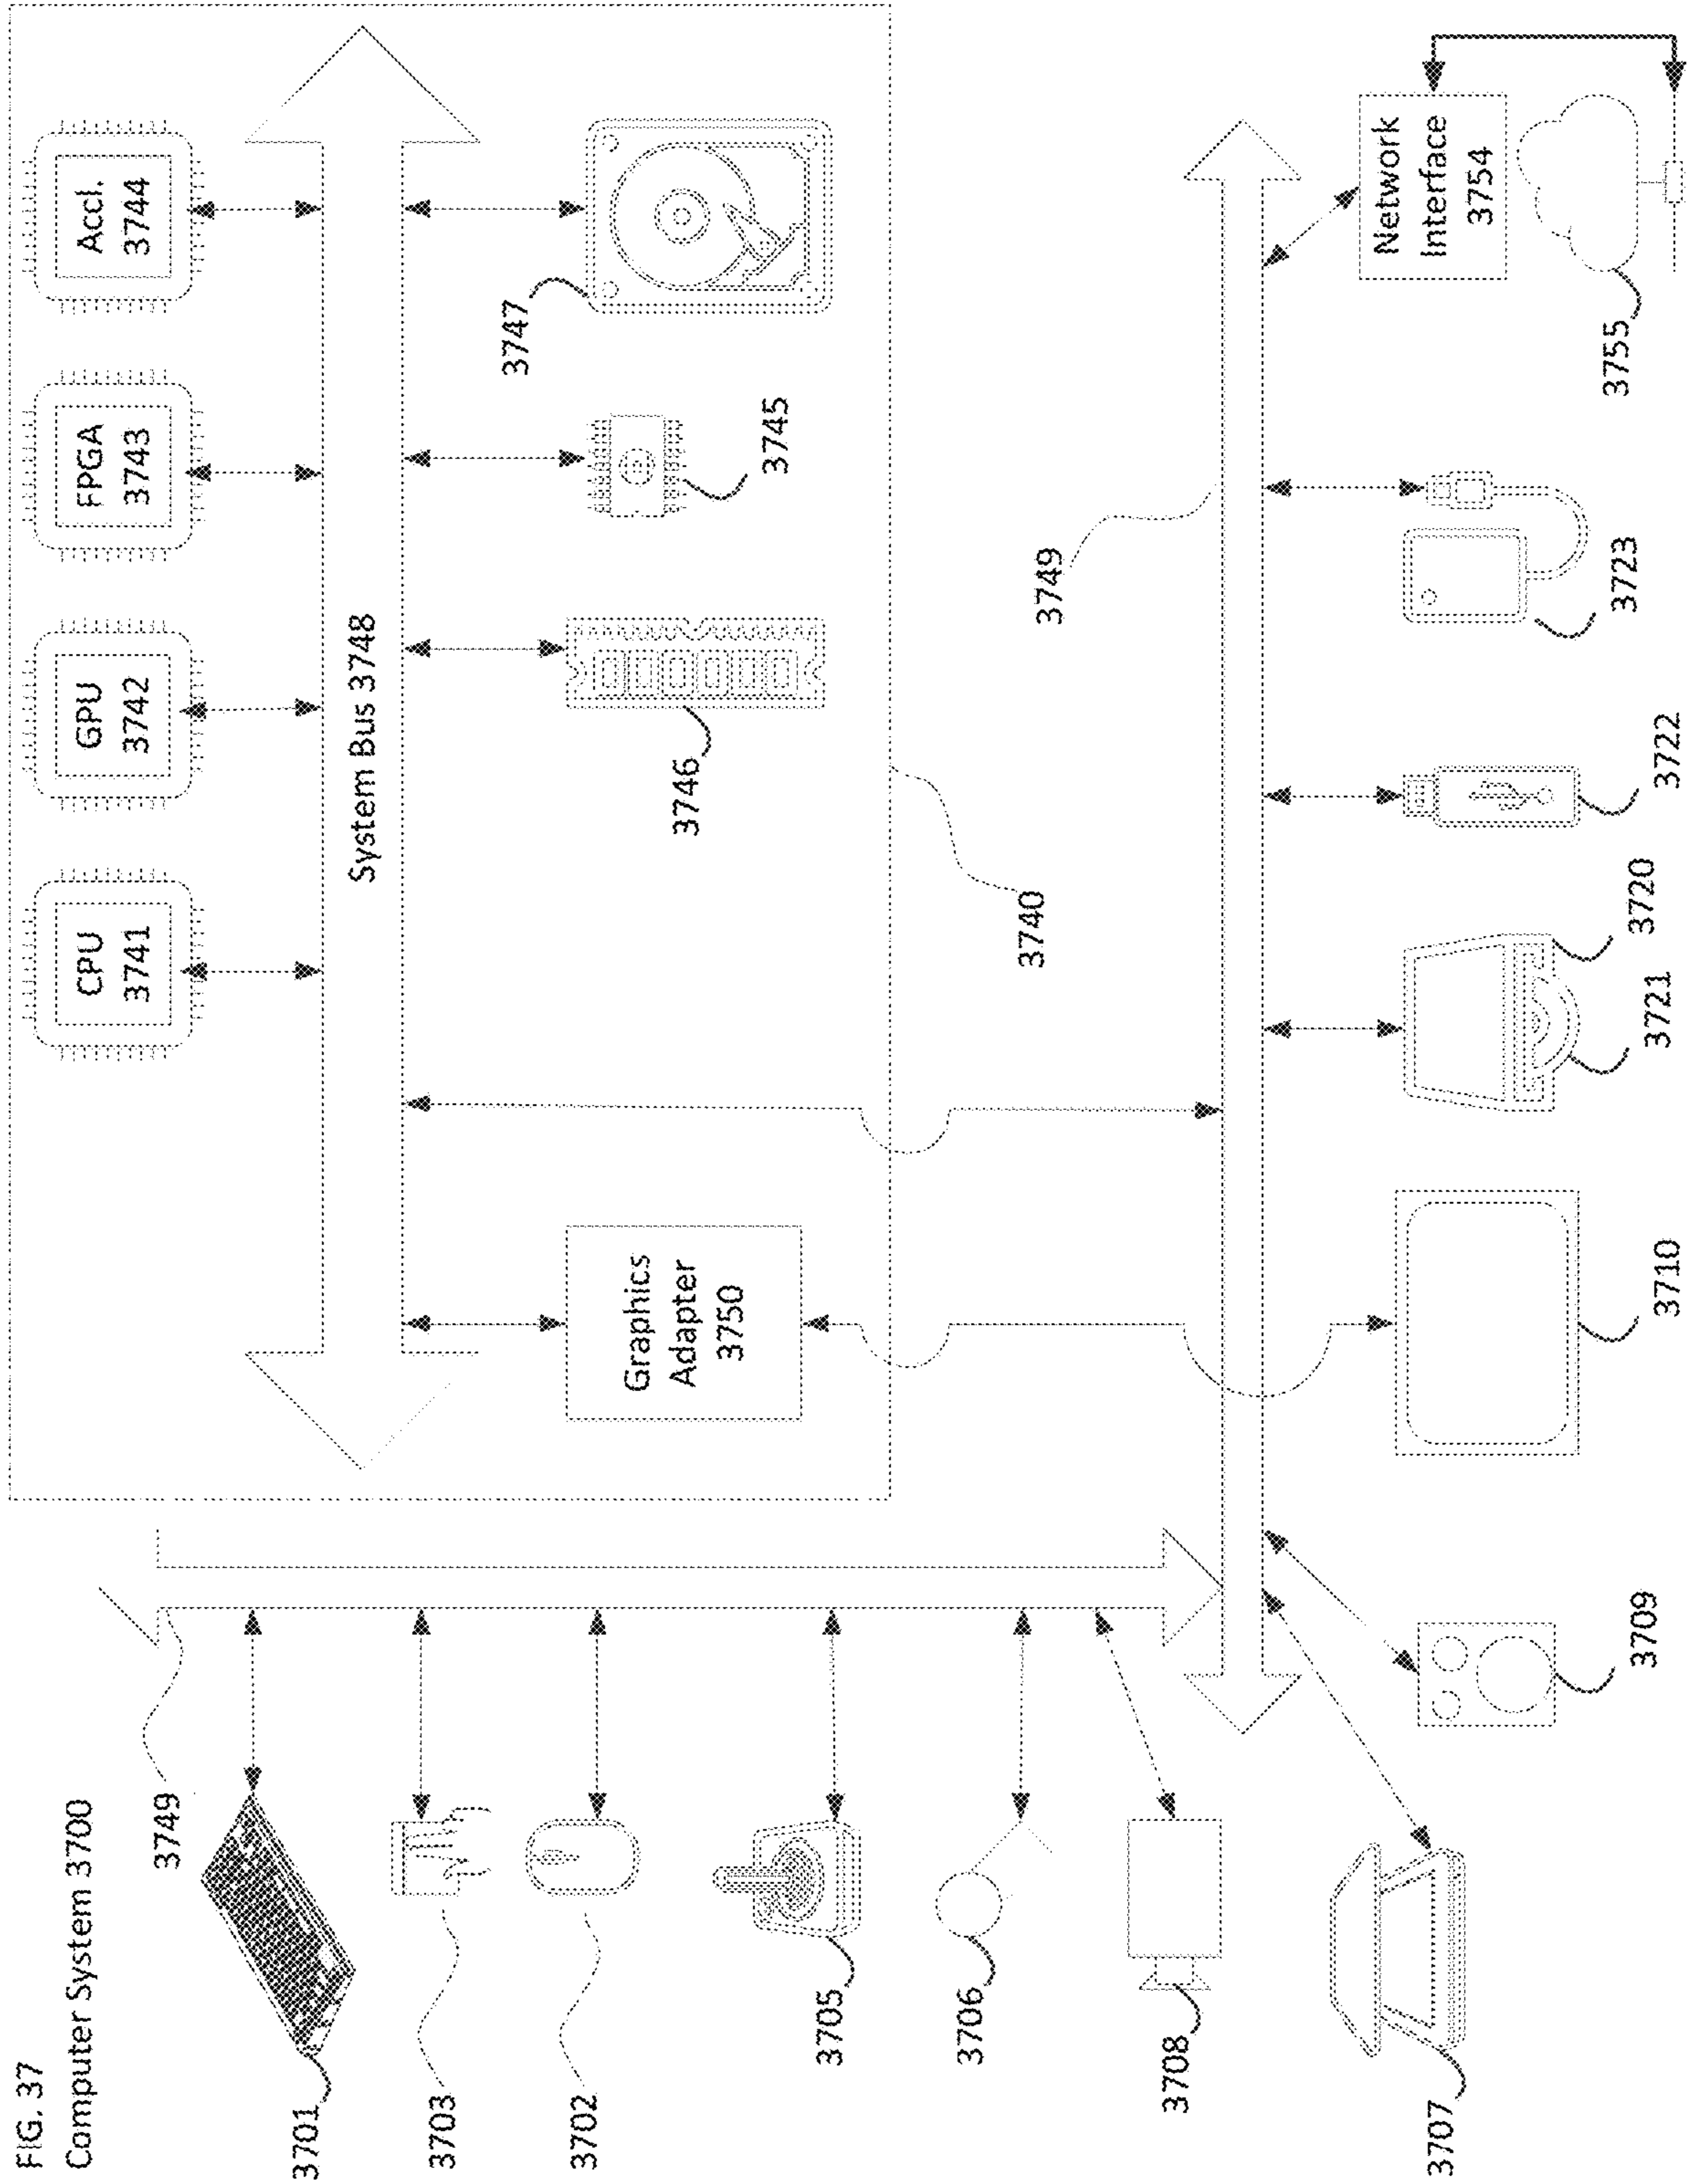 FIG. 37
Computer System 3700
CPU
3741
GPU
3742
FPGA
3743
Accl.
3744
System Bus 3748
3749
3701
3703
3702
3705
3706
3708
3707
Graphics
Adapter
3750
3746
3745
3747
3740
3749
3709
3710
3721
3720
3722
3723
3755
Network
Interface
3754